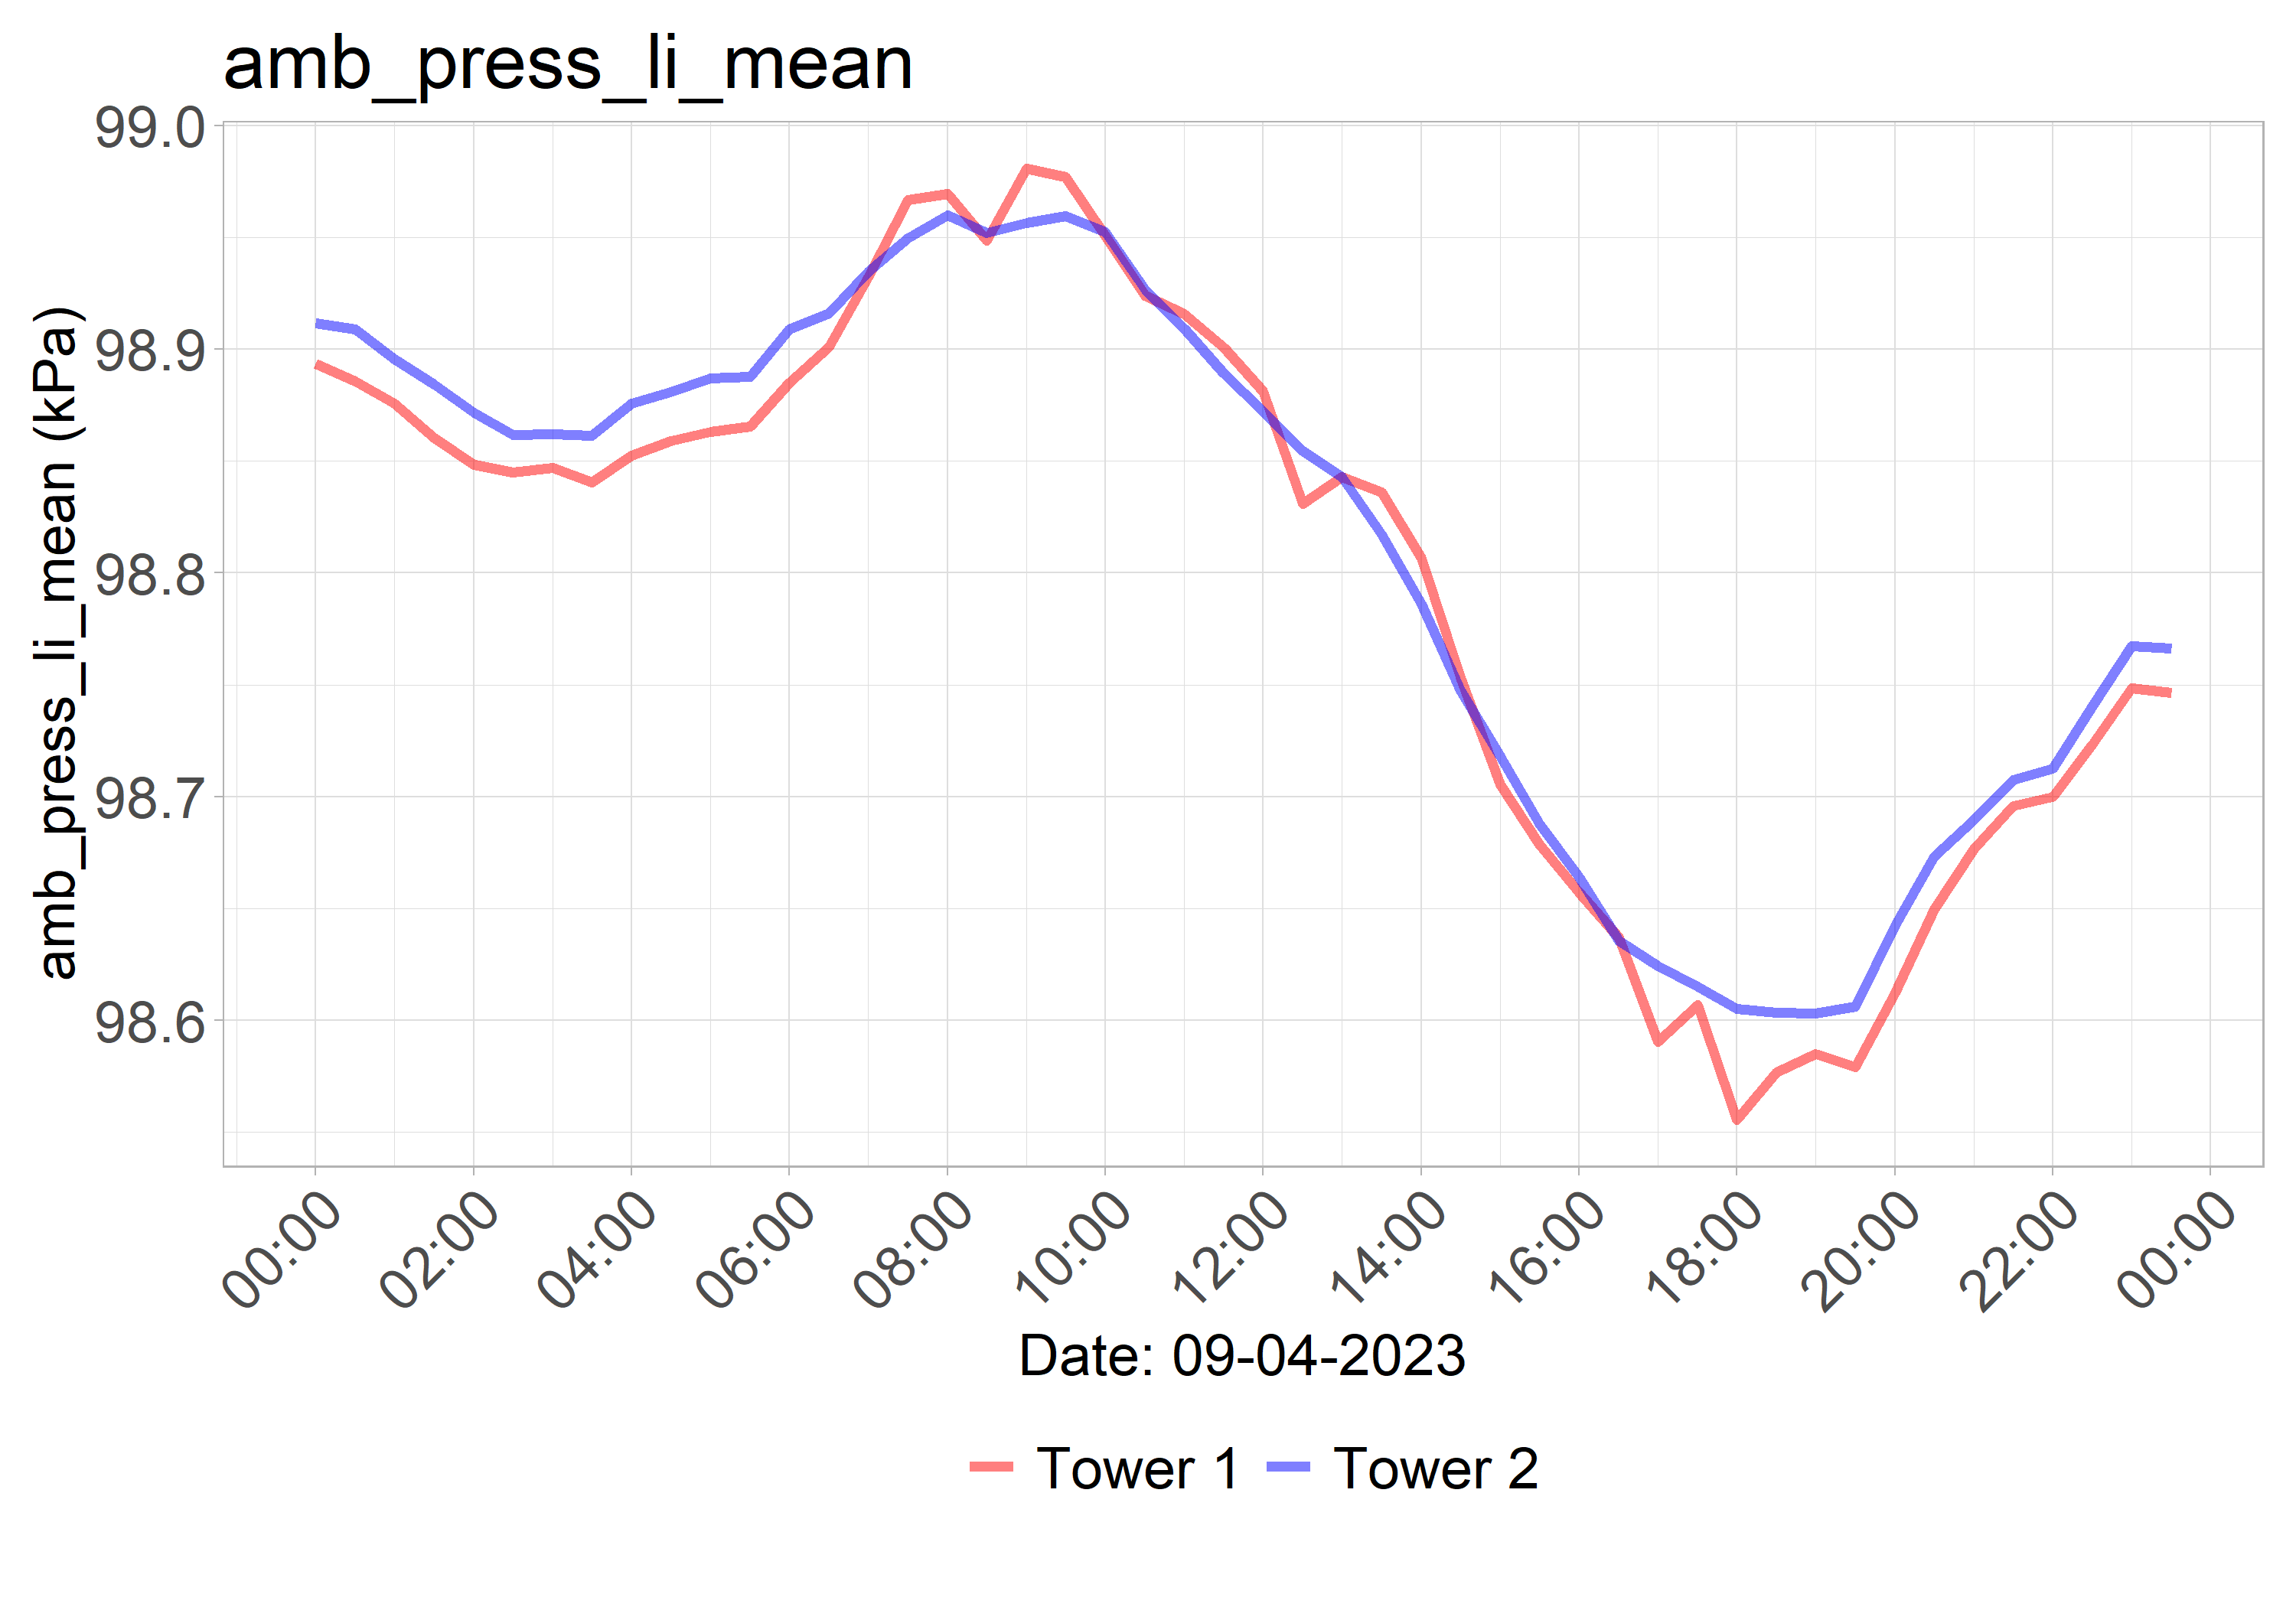 amb_press_li_mean
amb_press_li_mean (kPa)
99.0
98.9
98.8
98.7
98.6
00:00 02:00 04:00 06:00 08:00 10:00 12:00 14:00 16:00 18:00 20:00 22:00 00:00
Date: 09-04-2023
Tower 1 Tower 2